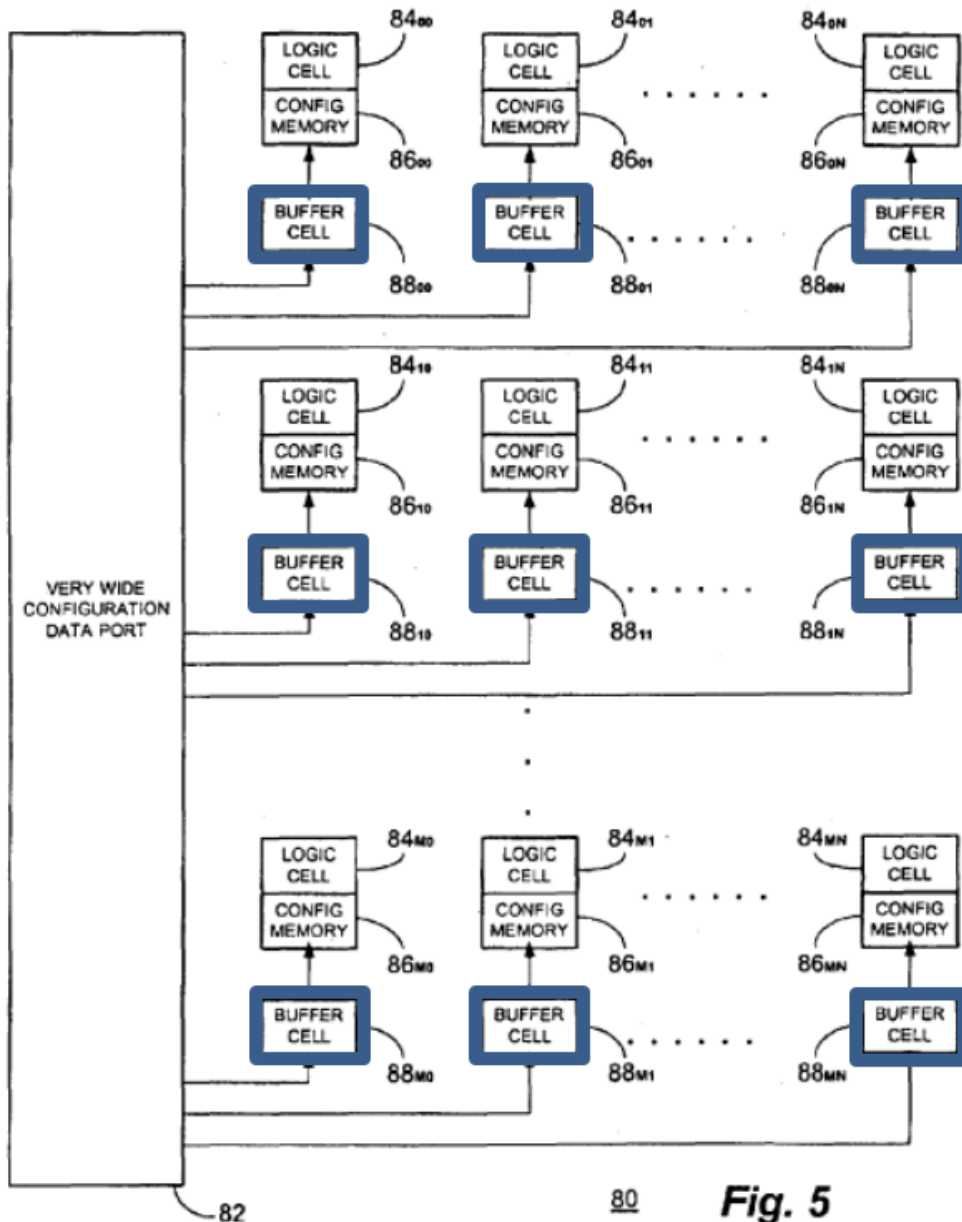 84₀₀ 84₀₁ 84₀N
LOGIC CELL LOGIC CELL LOGIC CELL
CONFIG MEMORY CONFIG MEMORY CONFIG MEMORY
86₀₀ 86₀₁ 86₀N
BUFFER CELL BUFFER CELL BUFFER CELL
88₀₀ 88₀₁ 88₀N
84₁₀ 84₁₁ 84₁N
LOGIC CELL LOGIC CELL LOGIC CELL
CONFIG MEMORY CONFIG MEMORY CONFIG MEMORY
86₁₀ 86₁₁ 86₁N
BUFFER CELL BUFFER CELL BUFFER CELL
88₁₀ 88₁₁ 88₁N
VERY WIDE
CONFIGURATION
DATA PORT
84M₀ 84M₁ 84MN
LOGIC CELL LOGIC CELL LOGIC CELL
CONFIG MEMORY CONFIG MEMORY CONFIG MEMORY
86M₀ 86M₁ 86MN
BUFFER CELL BUFFER CELL BUFFER CELL
88M₀ 88M₁ 88MN
82 80 Fig. 5